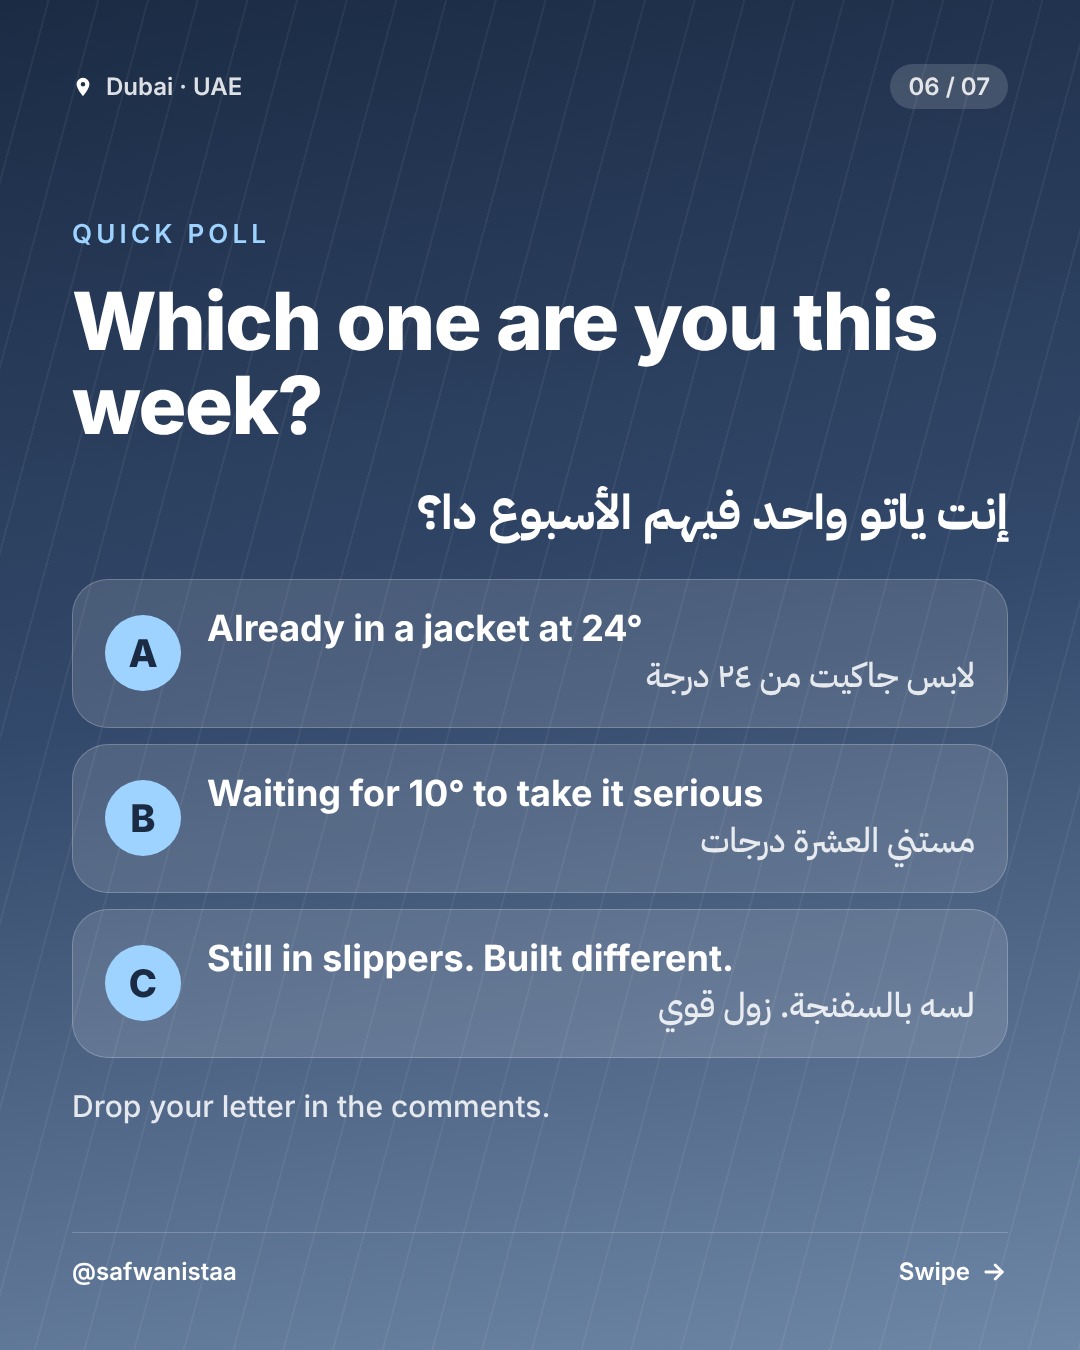 Dubai · UAE
06 / 07
QUICK POLL
Which one are you this
week?
إنت ياتو واحد فيهم الأسبوع دا؟
A
Already in a jacket at 24°
لابس جاكيت من ٢٤ درجة
B
Waiting for 10° to take it serious
مستني العشرة درجات
C
Still in slippers. Built different.
لسه بالسفنجة. زول قوي
Drop your letter in the comments.
@safwanistaa
Swipe →